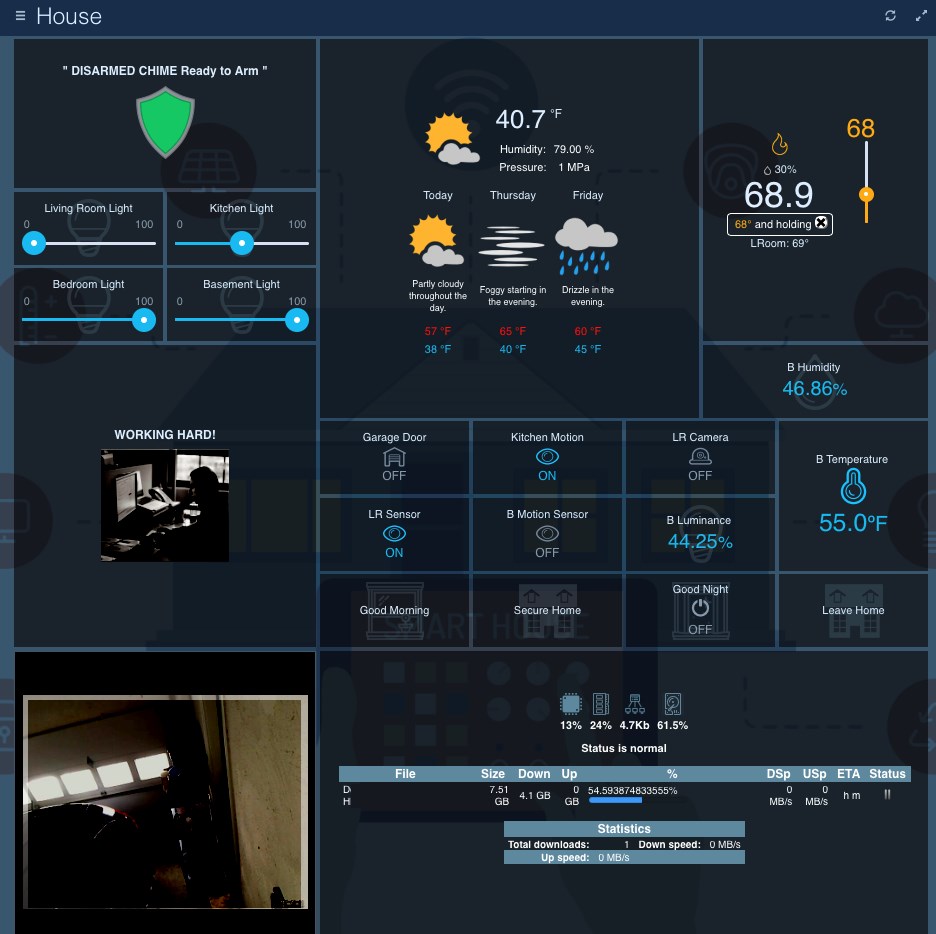 House
" DISARMED CHIME Ready to Arm "
Living Room Light
0 100
Kitchen Light
0 100
Bedroom Light
0 100
Basement Light
0 100
40.7 °F
Humidity: 79.00 %
Pressure: 1 MPa
Today Thursday Friday
Partly cloudy throughout the day.
Foggy starting in the evening.
Drizzle in the evening.
57 °F 65 °F 60 °F
38 °F 40 °F 45 °F
68
30%
68.9
68° and holding
LRoom: 69°
B Humidity
46.86%
WORKING HARD!
Garage Door
OFF
Kitchen Motion
ON
LR Camera
OFF
B Temperature
55.0°F
LR Sensor
ON
B Motion Sensor
OFF
B Luminance
44.25%
Good Morning
Secure Home
Good Night
OFF
Leave Home
SMART HOUSE
13% 24% 4.7Kb 61.5%
Status is normal
File Size Down Up % DSp USp ETA Status
7.51 GB 4.1 GB 0 GB 54.593874833555% 0 MB/s 0 MB/s h m
Statistics
Total downloads: 1 Down speed: 0 MB/s
Up speed: 0 MB/s